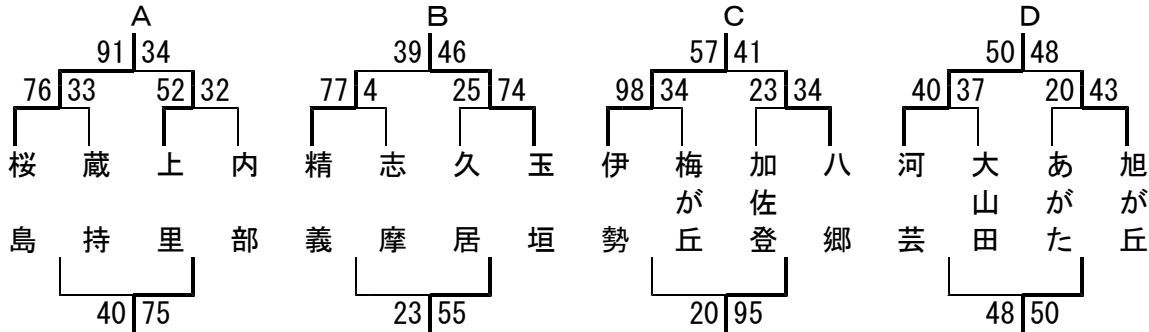 A B C D
91 34 39 46 57 41 50 48
76 33 52 32 77 4 25 74 98 34 23 34 40 37 20 43
桜島 蔵持 上里 内部 精義 志摩 久居 玉垣 伊勢 梅が丘 加佐登 八郷 河芸 大山田 あがた 旭が丘
40 75 23 55 20 95 48 50